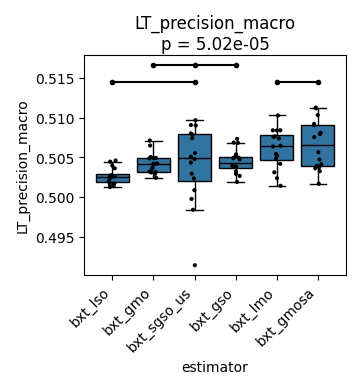 LT_precision_macro
p = 5.02e-05
LT_precision_macro
0.515
0.510
0.505
0.500
0.495
bxt_lso
bxt_gmo
bxt_sgso_us
bxt_gso
bxt_lmo
bxt_gmosa
estimator